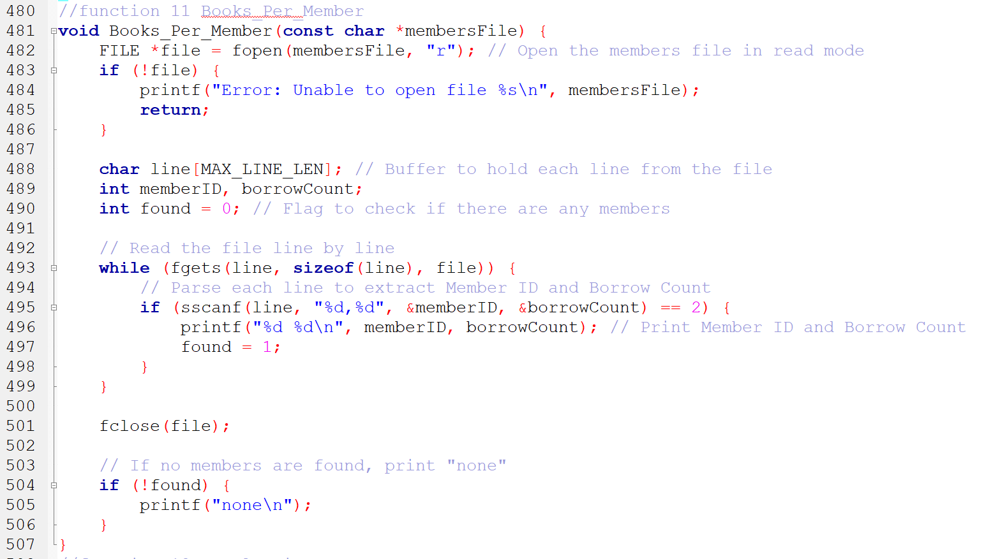 480 //function 11 Books_Per_Member
481 void Books_Per_Member(const char *membersFile) {
482     FILE *file = fopen(membersFile, "r"); // Open the members file in read mode
483     if (!file) {
484         printf("Error: Unable to open file %s\n", membersFile);
485         return;
486     }
487
488     char line[MAX_LINE_LEN]; // Buffer to hold each line from the file
489     int memberID, borrowCount;
490     int found = 0; // Flag to check if there are any members
491
492     // Read the file line by line
493     while (fgets(line, sizeof(line), file)) {
494         // Parse each line to extract Member ID and Borrow Count
495         if (sscanf(line, "%d,%d", &memberID, &borrowCount) == 2) {
496             printf("%d %d\n", memberID, borrowCount); // Print Member ID and Borrow Count
497             found = 1;
498         }
499     }
500
501     fclose(file);
502
503     // If no members are found, print "none"
504     if (!found) {
505         printf("none\n");
506     }
507 }